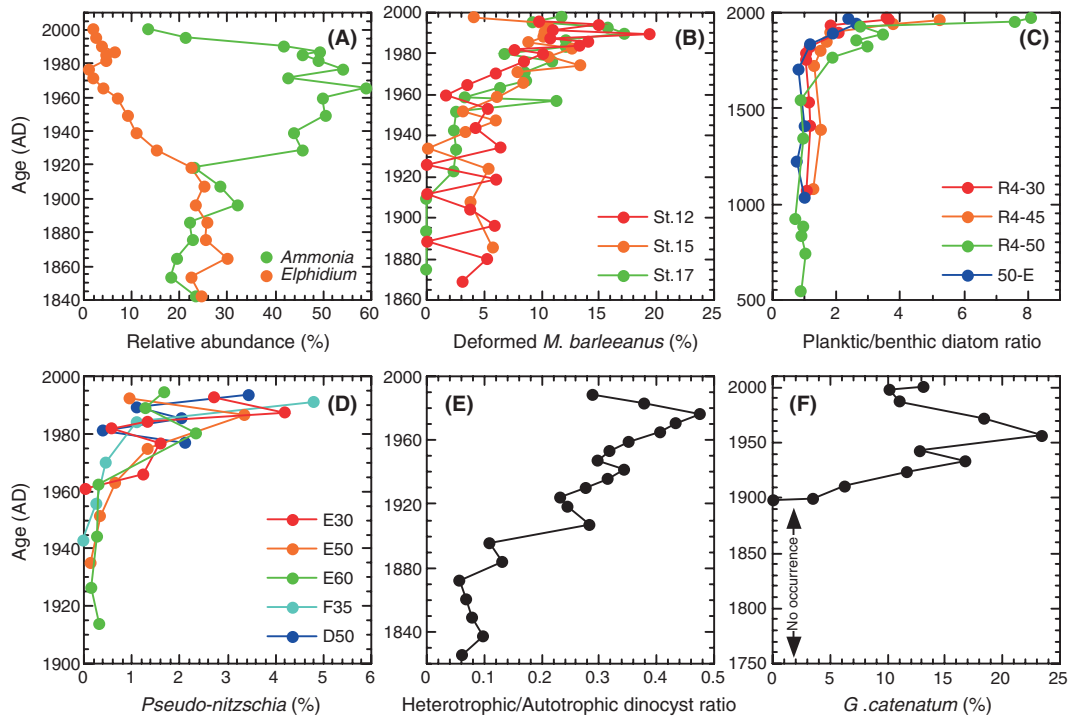 (A)
2000
1980
1960
1940
1920
1900
1880
1860
1840
Age (AD)
0 10 20 30 40 50 60
Relative abundance (%)
Ammonia
Elphidium
(B)
2000
1980
1960
1940
1920
1900
1880
1860
0 5 10 15 20 25
Deformed M. barleeanus (%)
St.12
St.15
St.17
(C)
2000
1500
1000
500
0 2 4 6 8
Planktic/benthic diatom ratio
R4-30
R4-45
R4-50
50-E
(D)
2000
1980
1960
1940
1920
1900
Age (AD)
0 1 2 3 4 5 6
Pseudo-nitzschia (%)
E30
E50
E60
F35
D50
(E)
2000
1960
1920
1880
1840
0 0.1 0.2 0.3 0.4 0.5
Heterotrophic/Autotrophic dinocyst ratio
(F)
2000
1950
1900
1850
1800
1750
No occurrence
0 5 10 15 20 25
G .catenatum (%)